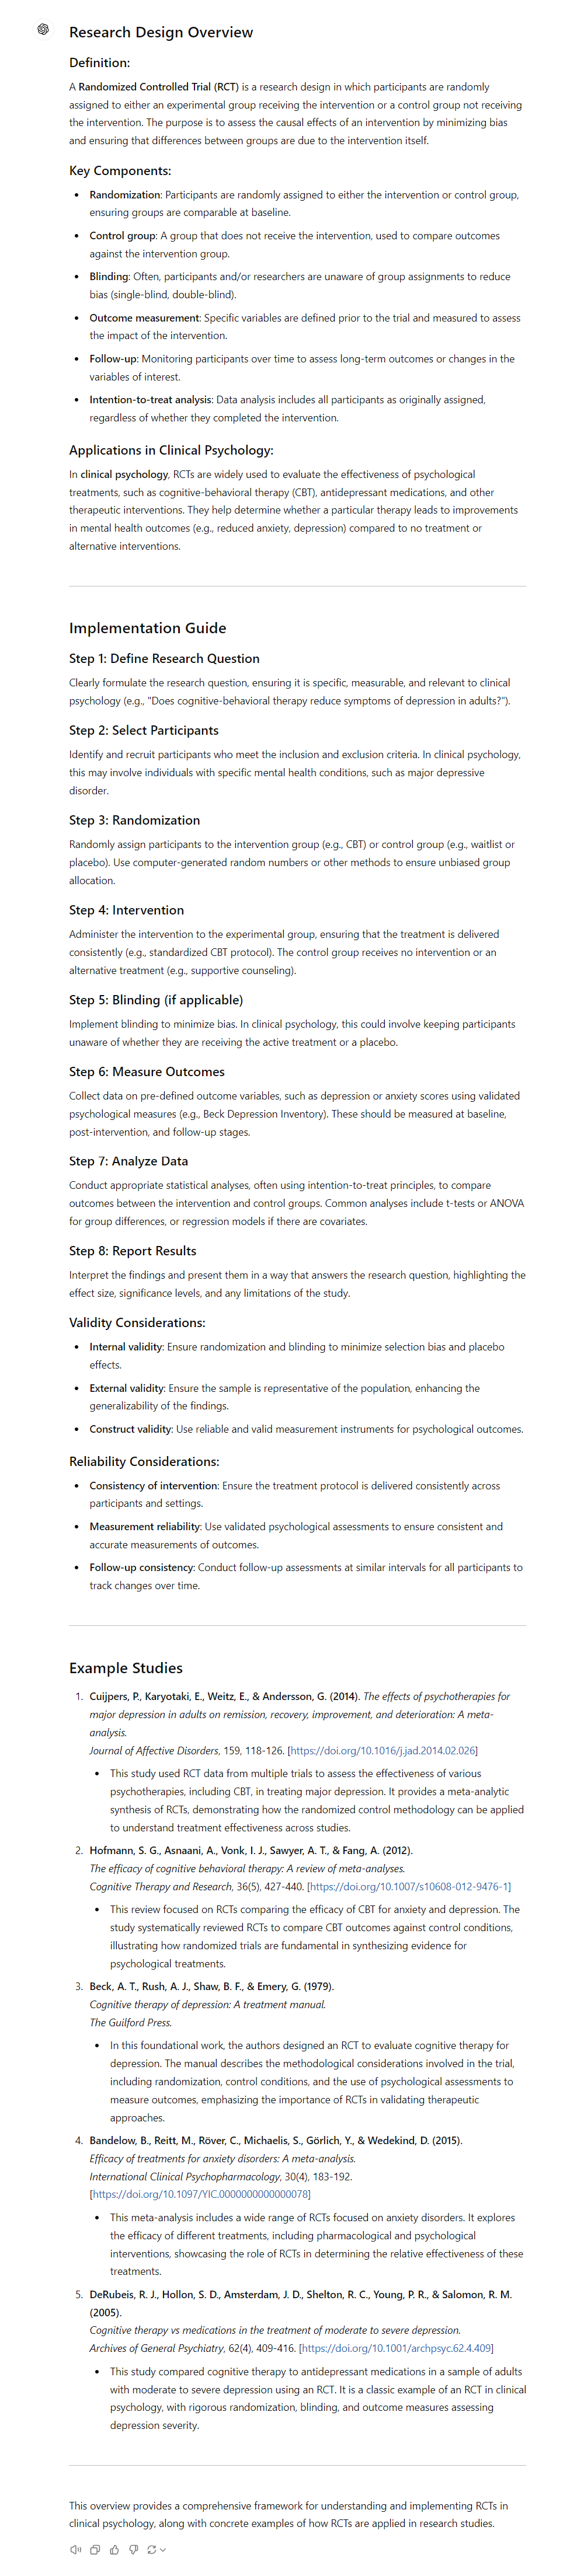 Research Design Overview
Definition:
A Randomized Controlled Trial (RCT) is a research design in which participants are randomly
assigned to either an experimental group receiving the intervention or a control group not receiving
the intervention. The purpose is to assess the causal effects of an intervention by minimizing bias
and ensuring that differences between groups are due to the intervention itself.
Key Components:
• Randomization: Participants are randomly assigned to either the intervention or control group,
ensuring groups are comparable at baseline.
• Control group: A group that does not receive the intervention, used to compare outcomes
against the intervention group.
• Blinding: Often, participants and/or researchers are unaware of group assignments to reduce
bias (single-blind, double-blind).
• Outcome measurement: Specific variables are defined prior to the trial and measured to assess
the impact of the intervention.
• Follow-up: Monitoring participants over time to assess long-term outcomes or changes in the
variables of interest.
• Intention-to-treat analysis: Data analysis includes all participants as originally assigned,
regardless of whether they completed the intervention.
Applications in Clinical Psychology:
In clinical psychology, RCTs are widely used to evaluate the effectiveness of psychological
treatments, such as cognitive-behavioral therapy (CBT), antidepressant medications, and other
therapeutic interventions. They help determine whether a particular therapy leads to improvements
in mental health outcomes (e.g., reduced anxiety, depression) compared to no treatment or
alternative interventions.
Implementation Guide
Step 1: Define Research Question
Clearly formulate the research question, ensuring it is specific, measurable, and relevant to clinical
psychology (e.g., "Does cognitive-behavioral therapy reduce symptoms of depression in adults?").
Step 2: Select Participants
Identify and recruit participants who meet the inclusion and exclusion criteria. In clinical psychology,
this may involve individuals with specific mental health conditions, such as major depressive
disorder.
Step 3: Randomization
Randomly assign participants to the intervention group (e.g., CBT) or control group (e.g., waitlist or
placebo). Use computer-generated random numbers or other methods to ensure unbiased group
allocation.
Step 4: Intervention
Administer the intervention to the experimental group, ensuring that the treatment is delivered
consistently (e.g., standardized CBT protocol). The control group receives no intervention or an
alternative treatment (e.g., supportive counseling).
Step 5: Blinding (if applicable)
Implement blinding to minimize bias. In clinical psychology, this could involve keeping participants
unaware of whether they are receiving the active treatment or a placebo.
Step 6: Measure Outcomes
Collect data on pre-defined outcome variables, such as depression or anxiety scores using validated
psychological measures (e.g., Beck Depression Inventory). These should be measured at baseline,
post-intervention, and follow-up stages.
Step 7: Analyze Data
Conduct appropriate statistical analyses, often using intention-to-treat principles, to compare
outcomes between the intervention and control groups. Common analyses include t-tests or ANOVA
for group differences, or regression models if there are covariates.
Step 8: Report Results
Interpret the findings and present them in a way that answers the research question, highlighting the
effect size, significance levels, and any limitations of the study.
Validity Considerations:
• Internal validity: Ensure randomization and blinding to minimize selection bias and placebo
effects.
• External validity: Ensure the sample is representative of the population, enhancing the
generalizability of the findings.
• Construct validity: Use reliable and valid measurement instruments for psychological outcomes.
Reliability Considerations:
• Consistency of intervention: Ensure the treatment protocol is delivered consistently across
participants and settings.
• Measurement reliability: Use validated psychological assessments to ensure consistent and
accurate measurements of outcomes.
• Follow-up consistency: Conduct follow-up assessments at similar intervals for all participants to
track changes over time.
Example Studies
1. Cuijpers, P., Karyotaki, E., Weitz, E., & Andersson, G. (2014). The effects of psychotherapies for
major depression in adults on remission, recovery, improvement, and deterioration: A meta-
analysis.
Journal of Affective Disorders, 159, 118-126. [https://doi.org/10.1016/j.jad.2014.02.026]
• This study used RCT data from multiple trials to assess the effectiveness of various
psychotherapies, including CBT, in treating major depression. It provides a meta-analytic
synthesis of RCTs, demonstrating how the randomized control methodology can be applied
to understand treatment effectiveness across studies.
2. Hofmann, S. G., Asnaani, A., Vonk, I. J., Sawyer, A. T., & Fang, A. (2012).
The efficacy of cognitive behavioral therapy: A review of meta-analyses.
Cognitive Therapy and Research, 36(5), 427-440. [https://doi.org/10.1007/s10608-012-9476-1]
• This review focused on RCTs comparing the efficacy of CBT for anxiety and depression. The
study systematically reviewed RCTs to compare CBT outcomes against control conditions,
illustrating how randomized trials are fundamental in synthesizing evidence for
psychological treatments.
3. Beck, A. T., Rush, A. J., Shaw, B. F., & Emery, G. (1979).
Cognitive therapy of depression: A treatment manual.
The Guilford Press.
• In this foundational work, the authors designed an RCT to evaluate cognitive therapy for
depression. The manual describes the methodological considerations involved in the trial,
including randomization, control conditions, and the use of psychological assessments to
measure outcomes, emphasizing the importance of RCTs in validating therapeutic
approaches.
4. Bandelow, B., Reitt, M., Röver, C., Michaelis, S., Görlich, Y., & Wedekind, D. (2015).
Efficacy of treatments for anxiety disorders: A meta-analysis.
International Clinical Psychopharmacology, 30(4), 183-192.
[https://doi.org/10.1097/YIC.0000000000000078]
• This meta-analysis includes a wide range of RCTs focused on anxiety disorders. It explores
the efficacy of different treatments, including pharmacological and psychological
interventions, showcasing the role of RCTs in determining the relative effectiveness of these
treatments.
5. DeRubeis, R. J., Hollon, S. D., Amsterdam, J. D., Shelton, R. C., Young, P. R., & Salomon, R. M.
(2005).
Cognitive therapy vs medications in the treatment of moderate to severe depression.
Archives of General Psychiatry, 62(4), 409-416. [https://doi.org/10.1001/archpsyc.62.4.409]
• This study compared cognitive therapy to antidepressant medications in a sample of adults
with moderate to severe depression using an RCT. It is a classic example of an RCT in clinical
psychology, with rigorous randomization, blinding, and outcome measures assessing
depression severity.
This overview provides a comprehensive framework for understanding and implementing RCTs in
clinical psychology, along with concrete examples of how RCTs are applied in research studies.